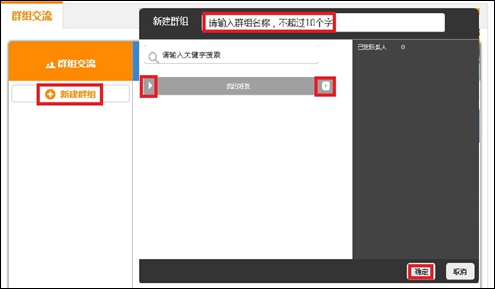 群组交流
新建群组
请输入群组名称，不超过10个字
群组交流
请输入关键字搜索
已选联系人 0
新建群组
我的好友
确定
取消